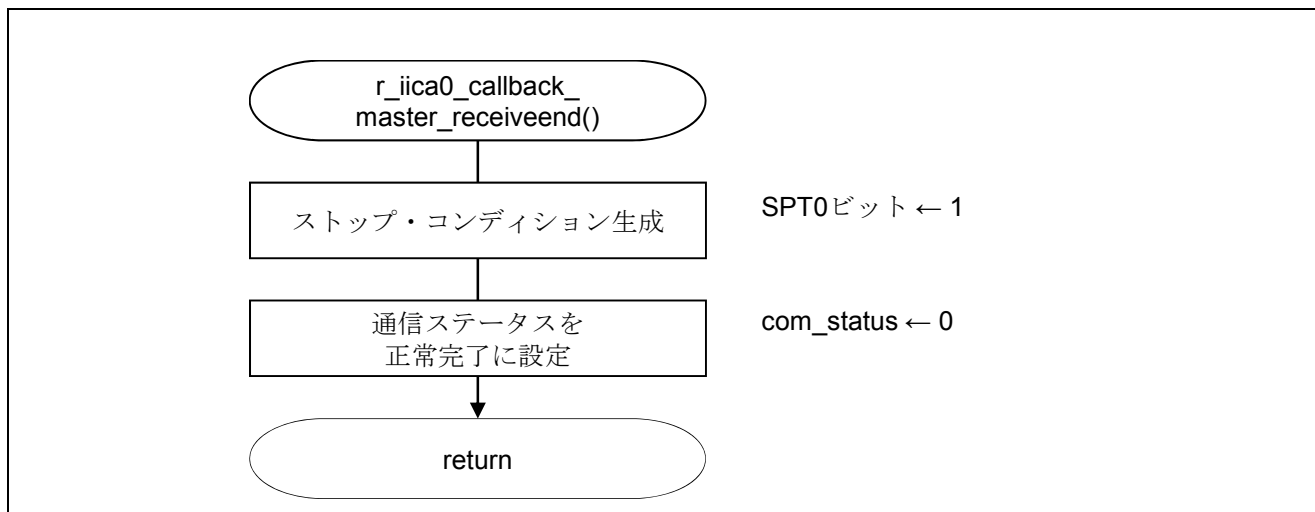 r_iica0_callback_
master_receiveend()
ストップ・コンディション生成
SPT0ビット ← 1
通信ステータスを
正常完了に設定
com_status ← 0
return